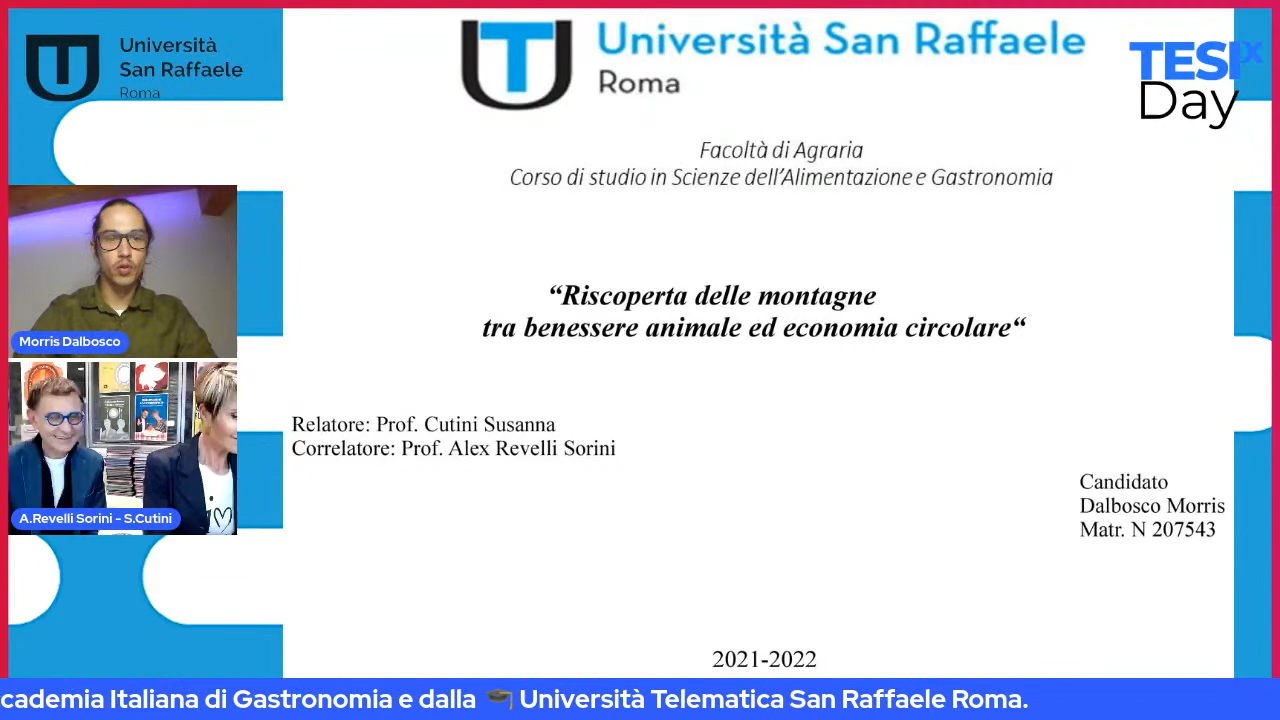 Università
San Raffaele
Roma
Università San Raffaele
Roma
TESI
Day
Facoltà di Agraria
Corso di studio in Scienze dell'Alimentazione e Gastronomia
“Riscoperta delle montagne
tra benessere animale ed economia circolare“
Morris Dalbosco
Relatore: Prof. Cutini Susanna
Correlatore: Prof. Alex Revelli Sorini
Candidato
Dalbosco Morris
Matr. N 207543
A.Revelli Sorini - S.Cutini
2021-2022
cademia Italiana di Gastronomia e dalla 🎓 Università Telematica San Raffaele Roma.